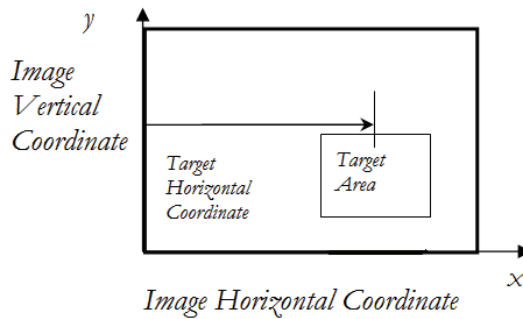 y
Image
Vertical
Coordinate
Target
Horizontal
Coordinate
Target
Area
x
Image Horizontal Coordinate